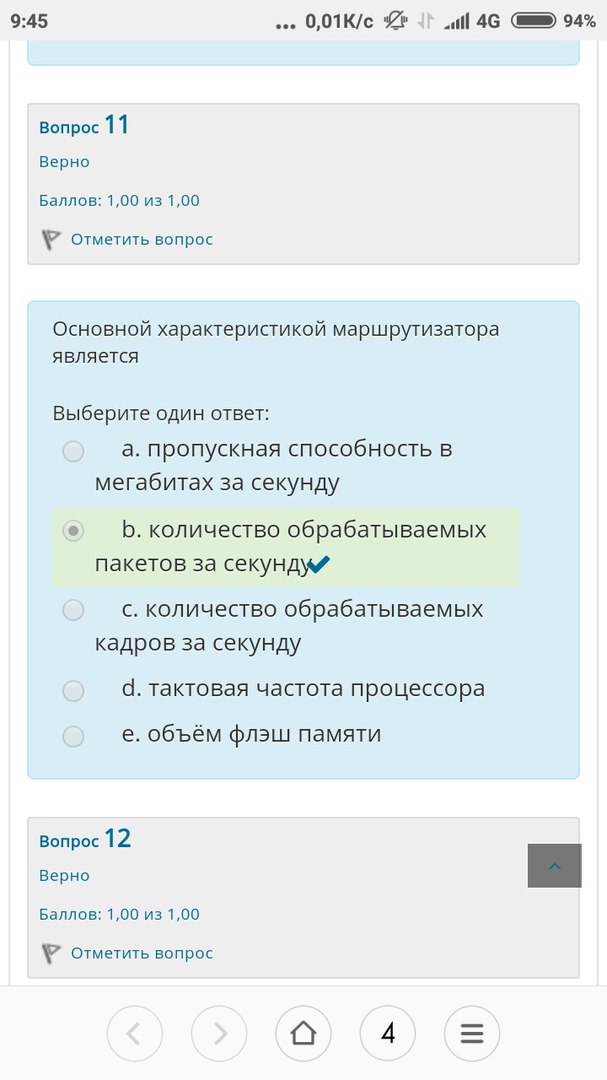 9:45
... 0,01K/c 4G 94%
Вопрос 11
Верно
Баллов: 1,00 из 1,00
Отметить вопрос
Основной характеристикой маршрутизатора
является
Выберите один ответ:
a. пропускная способность в
мегабитах за секунду
b. количество обрабатываемых
пакетов за секунду
c. количество обрабатываемых
кадров за секунду
d. тактовая частота процессора
e. объём флэш памяти
Вопрос 12
Верно
Баллов: 1,00 из 1,00
Отметить вопрос
4